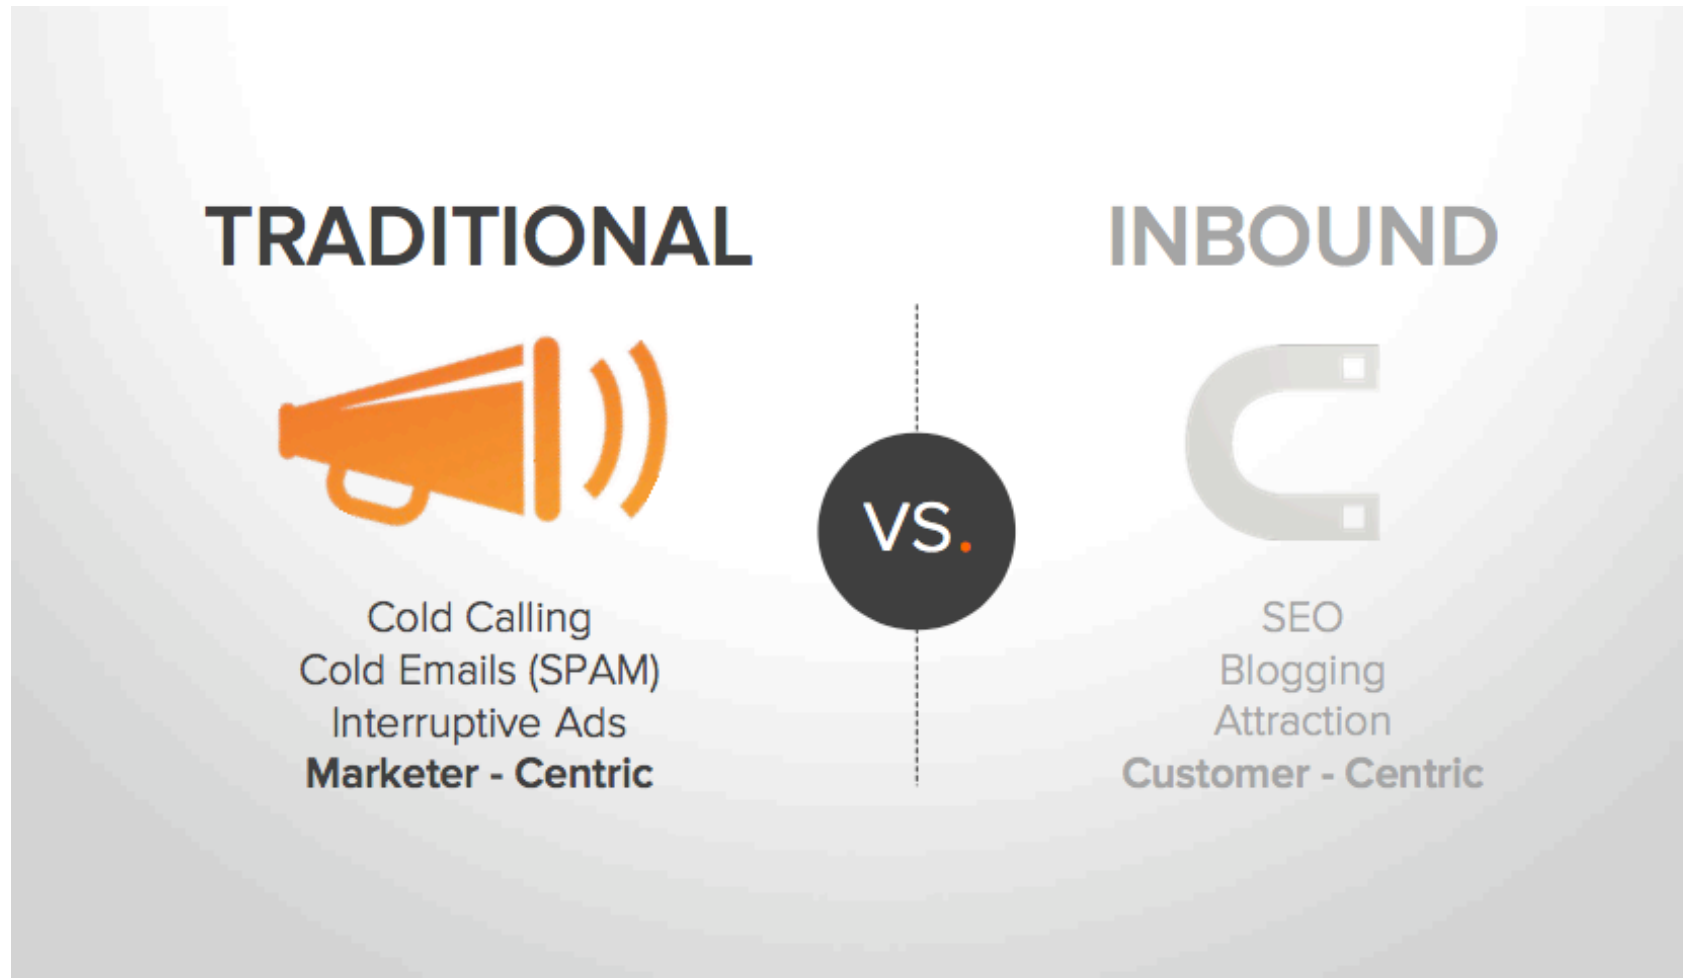 TRADITIONAL
Cold Calling
Cold Emails (SPAM)
Interruptive Ads
Marketer - Centric
vs.
INBOUND
SEO
Blogging
Attraction
Customer - Centric